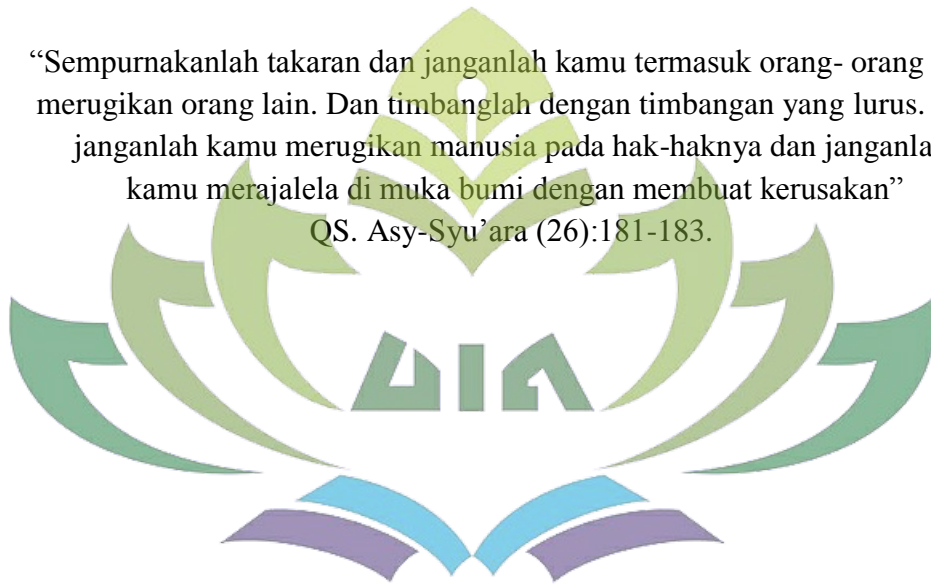 “Sempurnakanlah takaran dan janganlah kamu termasuk orang- orang
merugikan orang lain. Dan timbanglah dengan timbangan yang lurus.
janganlah kamu merugikan manusia pada hak-haknya dan
kamu merajalela di muka bumi dengan membuat kerusakan”
QS. Asy-Syu’ara (26):181-183.
UIN